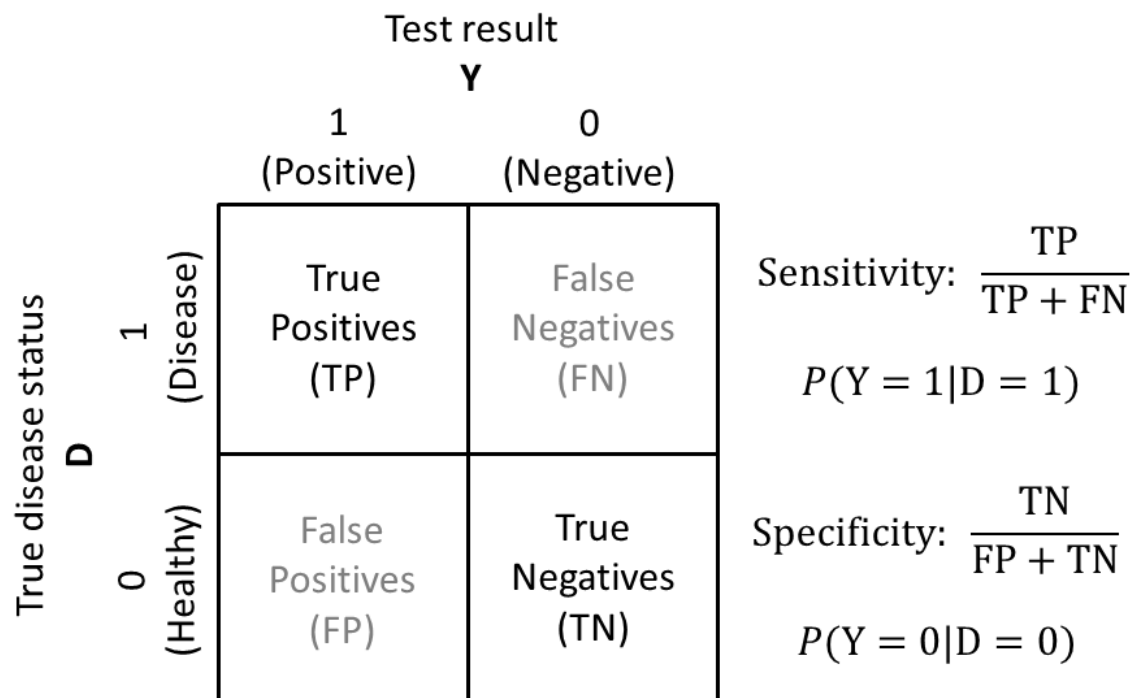 Test result
Y
1
0
(Positive)
(Negative)
True disease status
D
1
(Disease)
True
Positives
(TP)
False
Negatives
(FN)
Sensitivity: TP
TP + FN
P(Y = 1|D = 1)
0
(Healthy)
False
Positives
(FP)
True
Negatives
(TN)
Specificity: TN
FP + TN
P(Y = 0|D = 0)